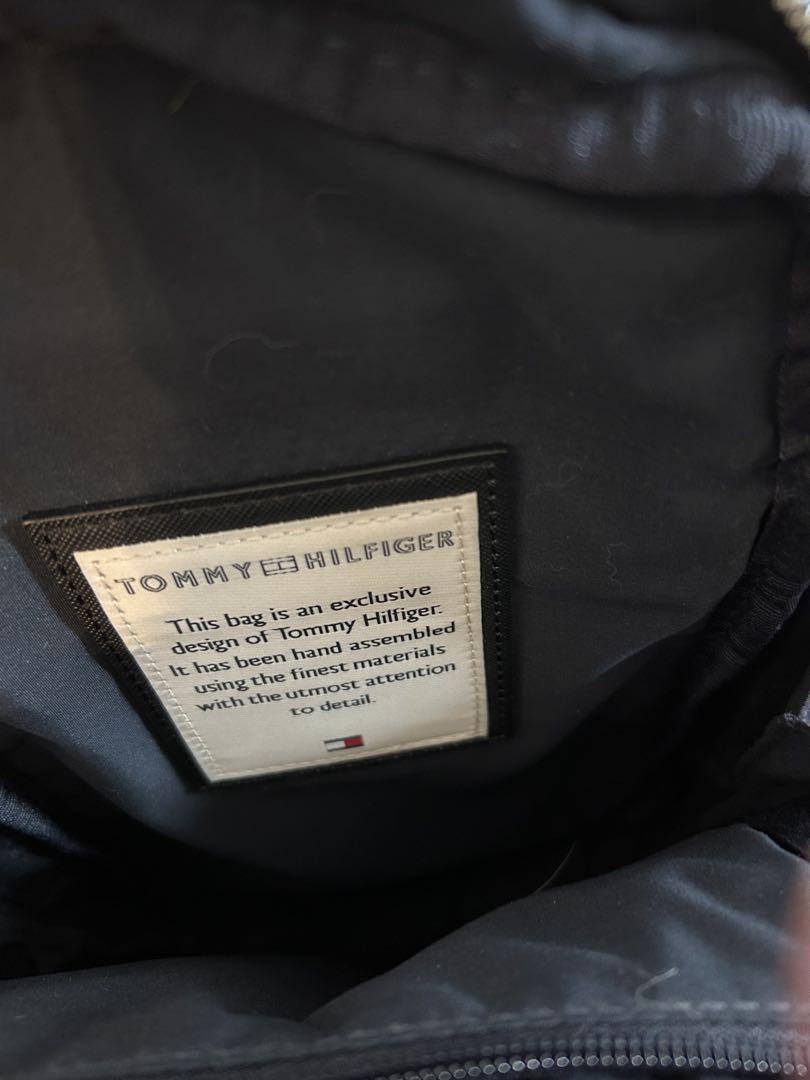 TOMMY HILFIGER
This bag is an exclusive
design of Tommy Hilfiger.
It has been hand assembled
using the finest materials
with the utmost attention
to detail.